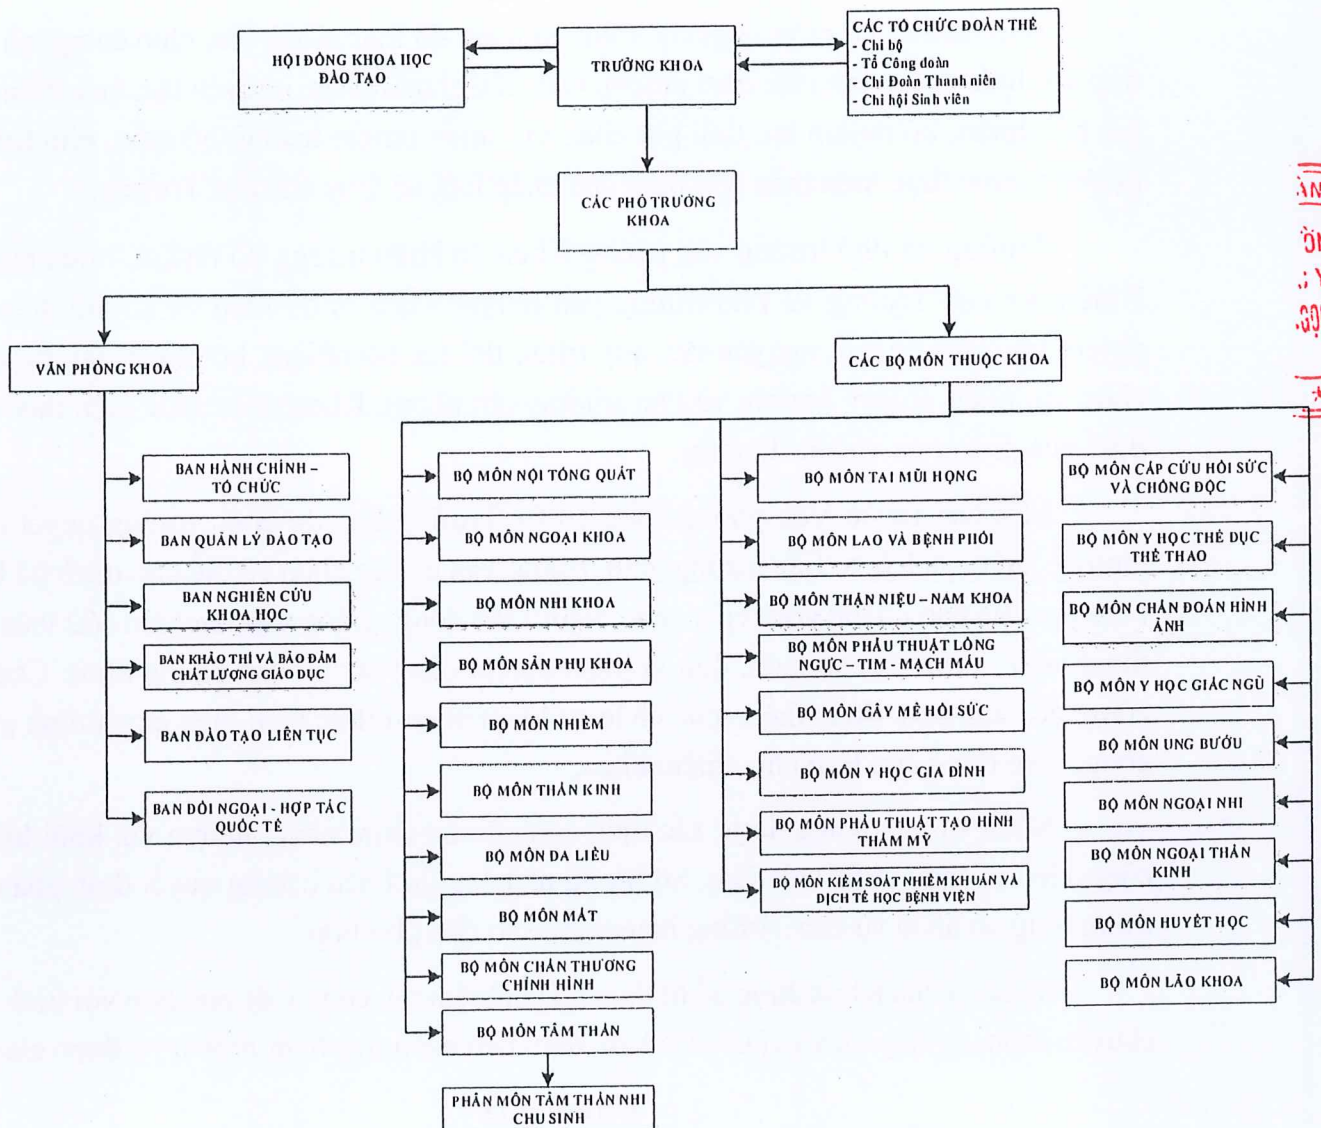 HỘI ĐỒNG KHOA HỌC
ĐÀO TẠO
TRƯỞNG KHOA
CÁC TỔ CHỨC ĐOÀN THỂ
- Chi bộ
- Tổ Công đoàn
- Chi Đoàn Thanh niên
- Chi hội Sinh viên
CÁC PHÓ TRƯỞNG
KHOA
VĂN PHÒNG KHOA
CÁC BỘ MÔN THUỘC KHOA
BAN HÀNH CHÍNH –
TỔ CHỨC
BAN QUẢN LÝ ĐÀO TẠO
BAN NGHIÊN CỨU
KHOA HỌC
BAN KHẢO THÍ VÀ BẢO ĐẢM
CHẤT LƯỢNG GIÁO DỤC
BAN ĐÀO TẠO LIÊN TỤC
BAN ĐỐI NGOẠI - HỢP TÁC
QUỐC TẾ
BỘ MÔN NỘI TỔNG QUÁT
BỘ MÔN NGOẠI KHOA
BỘ MÔN NHI KHOA
BỘ MÔN SẢN PHỤ KHOA
BỘ MÔN NHIỄM
BỘ MÔN THẦN KINH
BỘ MÔN DA LIỄU
BỘ MÔN MẮT
BỘ MÔN CHẤN THƯƠNG
CHỈNH HÌNH
BỘ MÔN TÂM THẦN
PHÂN MÔN TÂM THẦN NHI
CHU SINH
BỘ MÔN TAI MŨI HỌNG
BỘ MÔN LAO VÀ BỆNH PHỔI
BỘ MÔN THẬN NIỆU – NAM KHOA
BỘ MÔN PHẪU THUẬT LỒNG
NGỰC – TIM - MẠCH MÁU
BỘ MÔN GÂY MÊ HỒI SỨC
BỘ MÔN Y HỌC GIA ĐÌNH
BỘ MÔN PHẪU THUẬT TẠO HÌNH
THẨM MỸ
BỘ MÔN KIỂM SOÁT NHIỄM KHUẨN VÀ
DỊCH TỄ HỌC BỆNH VIỆN
BỘ MÔN CẤP CỨU HỒI SỨC
VÀ CHỐNG ĐỘC
BỘ MÔN Y HỌC THỂ DỤC
THỂ THAO
BỘ MÔN CHẨN ĐOÁN HÌNH
ẢNH
BỘ MÔN Y HỌC GIẤC NGỦ
BỘ MÔN UNG BƯỚU
BỘ MÔN NGOẠI NHI
BỘ MÔN NGOẠI THẦN
KINH
BỘ MÔN HUYẾT HỌC
BỘ MÔN LÃO KHOA